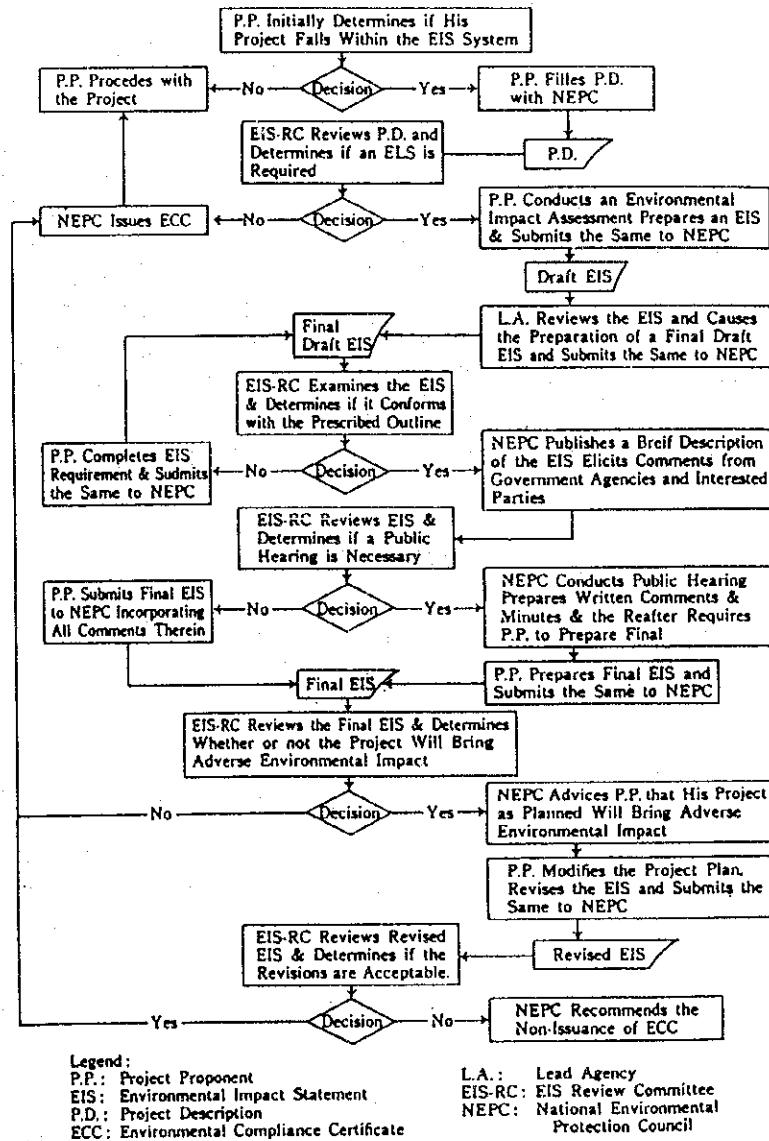 P.P. Initially Determines if His
Project Falls Within the EIS System
P.P. Procedes with
the Project
No
Decision
Yes
P.P. Filles P.D.
with NEPC
EIS-RC Reviews P.D. and
Determines if an ELS is
Required
P.D.
NEPC Issues ECC
No
Decision
Yes
P.P. Conducts an Environmental
Impact Assessment Prepares an EIS
& Submits the Same to NEPC
Draft EIS
Final
Draft EIS
L.A. Reviews the EIS and Causes
the Preparation of a Final Draft
EIS and Submits the Same to NEPC
EIS-RC Examines the EIS
& Determines if it Conforms
with the Prescribed Outline
P.P. Completes EIS
Requirement & Sudmits
the Same to NEPC
No
Decision
Yes
NEPC Publishes a Breif Description
of the EIS Elicits Comments from
Government Agencies and Interested
Parties
EIS-RC Reviews EIS &
Determines if a Public
Hearing is Necessary
P.P. Submits Final EIS
to NEPC Incorporating
All Comments Therein
No
Decision
Yes
NEPC Conducts Public Hearing
Prepares Written Comments &
Minutes & the Reafter Requires
P.P. to Prepare Final
P.P. Prepares Final EIS and
Submits the Same to NEPC
Final EIS
EIS-RC Reviews the Final EIS & Determines
Whether or not the Project Will Bring
Adverse Environmental Impact
No
Decision
Yes
NEPC Advices P.P. that His Project
as Planned Will Bring Adverse
Environmental Impact
P.P. Modifies the Project Plan,
Revises the EIS and Submits the
Same to NEPC
EIS-RC Reviews Revised
EIS & Determines if the
Revisions are Acceptable.
Revised EIS
Yes
Decision
No
NEPC Recommends the
Non-Issuance of ECC
Legend:
P.P.: Project Proponent
EIS: Environmental Impact Statement
P.D.: Project Description
ECC: Environmental Compliance Certificate
L.A.: Lead Agency
EIS-RC: EIS Review Committee
NEPC: National Environmental
Protection Council